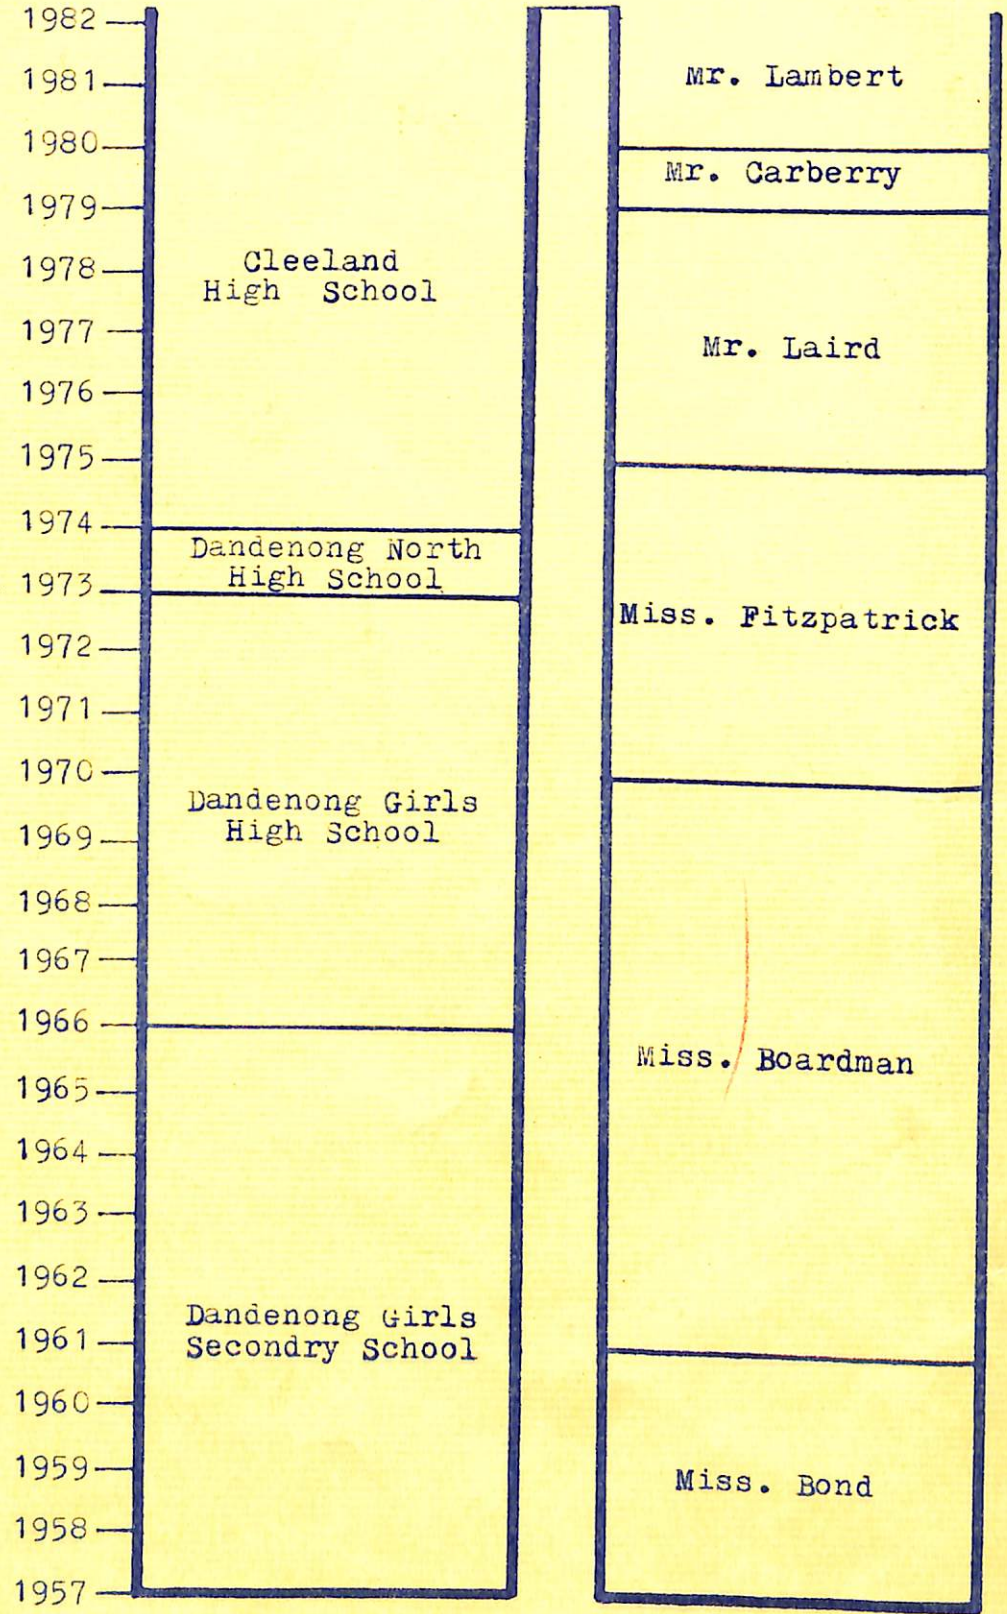 1982
1981
1980
1979
1978
1977
1976
1975
1974
1973
1972
1971
1970
1969
1968
1967
1966
1965
1964
1963
1962
1961
1960
1959
1958
1957
Cleeland
High School
Dandenong North
High School
Dandenong Girls
High School
Dandenong Girls
Secondry School
Mr. Lambert
Mr. Carberry
Mr. Laird
Miss. Fitzpatrick
Miss. Boardman
Miss. Bond